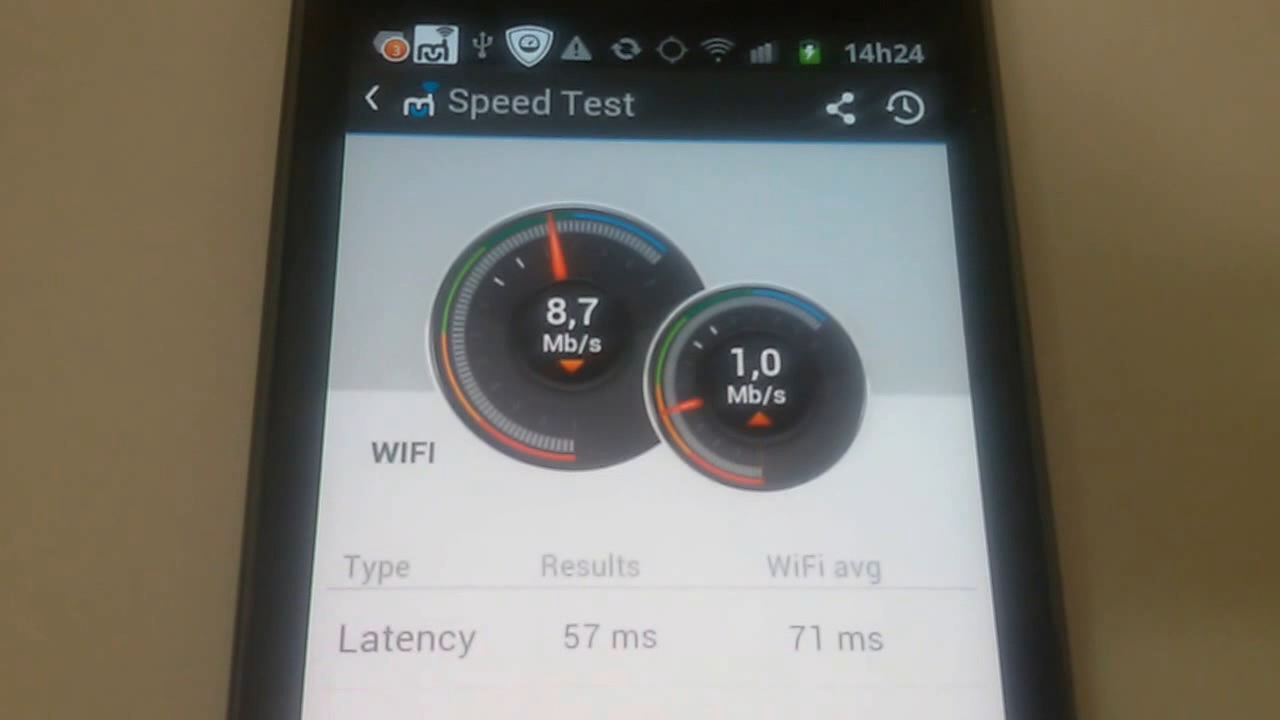 3
14h24
Speed Test
8,7
Mb/s
1,0
Mb/s
WIFI
Type Results WiFi avg
Latency 57 ms 71 ms